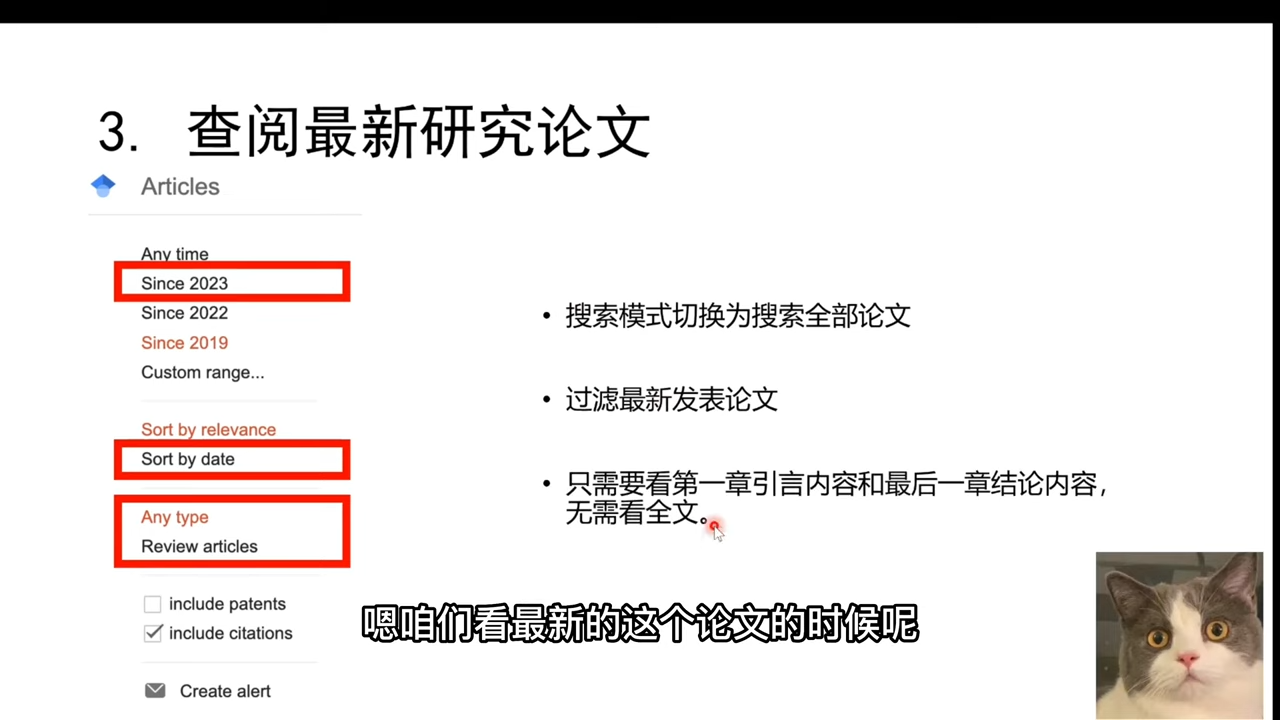 3. 查阅最新研究论文
Articles
Any time
Since 2023
Since 2022
Since 2019
Custom range...
Sort by relevance
Sort by date
Any type
Review articles
include patents
include citations
Create alert
• 搜索模式切换为搜索全部论文
• 过滤最新发表论文
• 只需要看第一章引言内容和最后一章结论内容，
无需看全文。
嗯咱们看最新的这个论文的时候呢